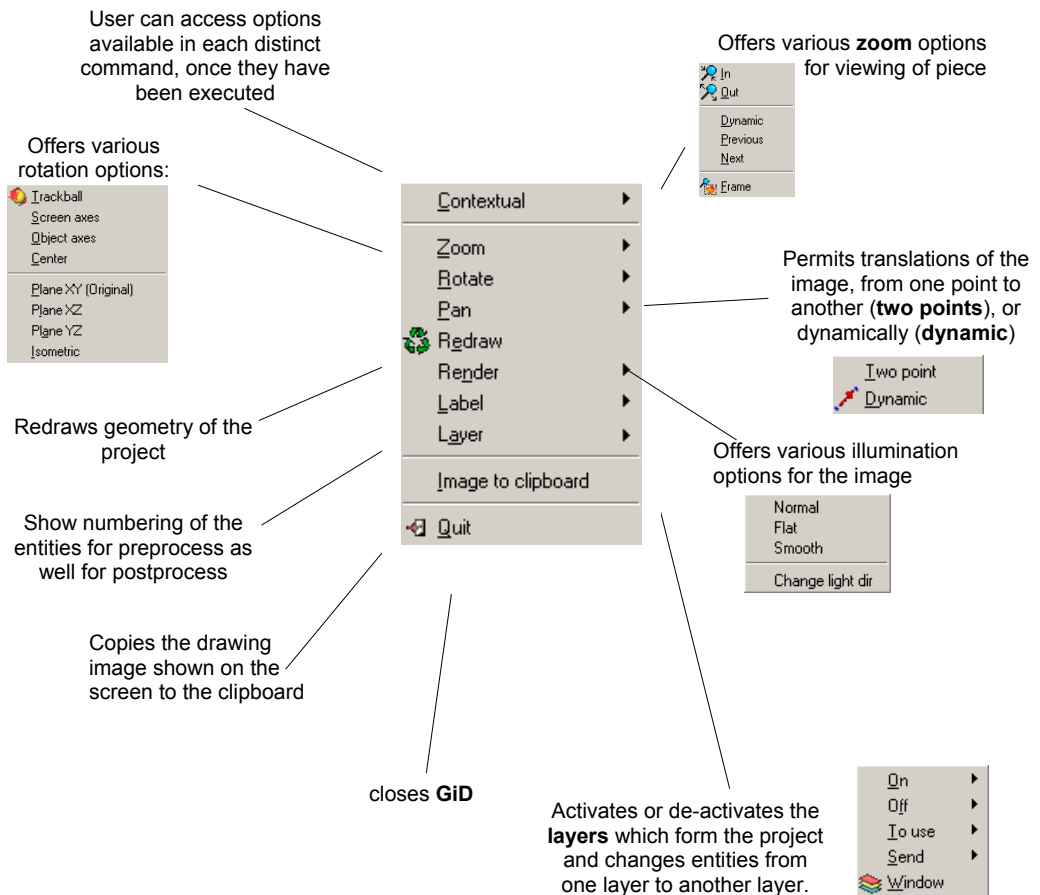 User can access options
available in each distinct
command, once they have
been executed
Offers various zoom options
for viewing of piece
In
Out
Dynamic
Previous
Next
Frame
Offers various
rotation options:
Trackball
Screen axes
Object axes
Center
Plane XY (Original)
Plane XZ
Plane YZ
Isometric
Contextual
Zoom
Rotate
Pan
Redraw
Render
Label
Layer
Image to clipboard
Quit
Permits translations of the
image, from one point to
another (two points), or
dynamically (dynamic)
Two point
Dynamic
Redraws geometry of the
project
Offers various illumination
options for the image
Normal
Flat
Smooth
Change light dir
Show numbering of the
entities for preprocess as
well for postprocess
Copies the drawing
image shown on the
screen to the clipboard
closes GiD
Activates or de-activates the
layers which form the project
and changes entities from
one layer to another layer.
On
Off
To use
Send
Window